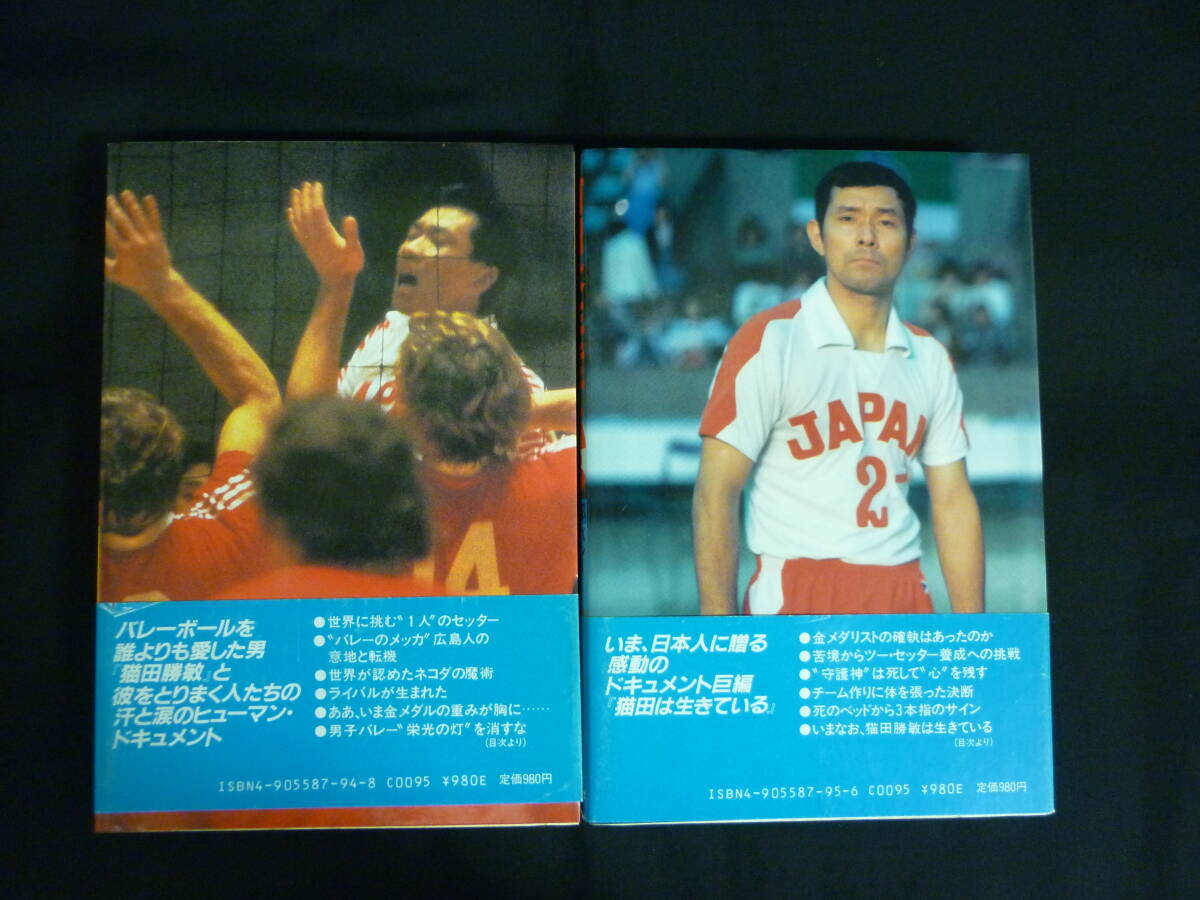 バレーボールを
誰よりも愛した男
『猫田勝敏』と
彼をとりまく人たちの
汗と涙のヒューマン・
ドキュメント
●世界に挑む“1人”のセッター
●“バレーのメッカ”広島人の
意地と転機
●世界が認めたネコダの魔術
●ライバルが生まれた
●ああ、いま金メダルの重みが胸に……
●男子バレー“栄光の灯”を消すな
(目次より)
ISBN4-905587-94-8 C0095 ¥980E 定価980円
14
JAPAN
2
いま、日本人に贈る
感動の
ドキュメント巨編
『猫田は生きている』
●金メダリストの確執はあったのか
●苦境からツー・セッター養成への挑戦
●“守護神”は死して“心”を残す
●チーム作りに体を張った決断
●死のベッドから3本指のサイン
●いまなお、猫田勝敏は生きている
(目次より)
ISBN4-905587-95-6 C0095 ¥980E 定価980円